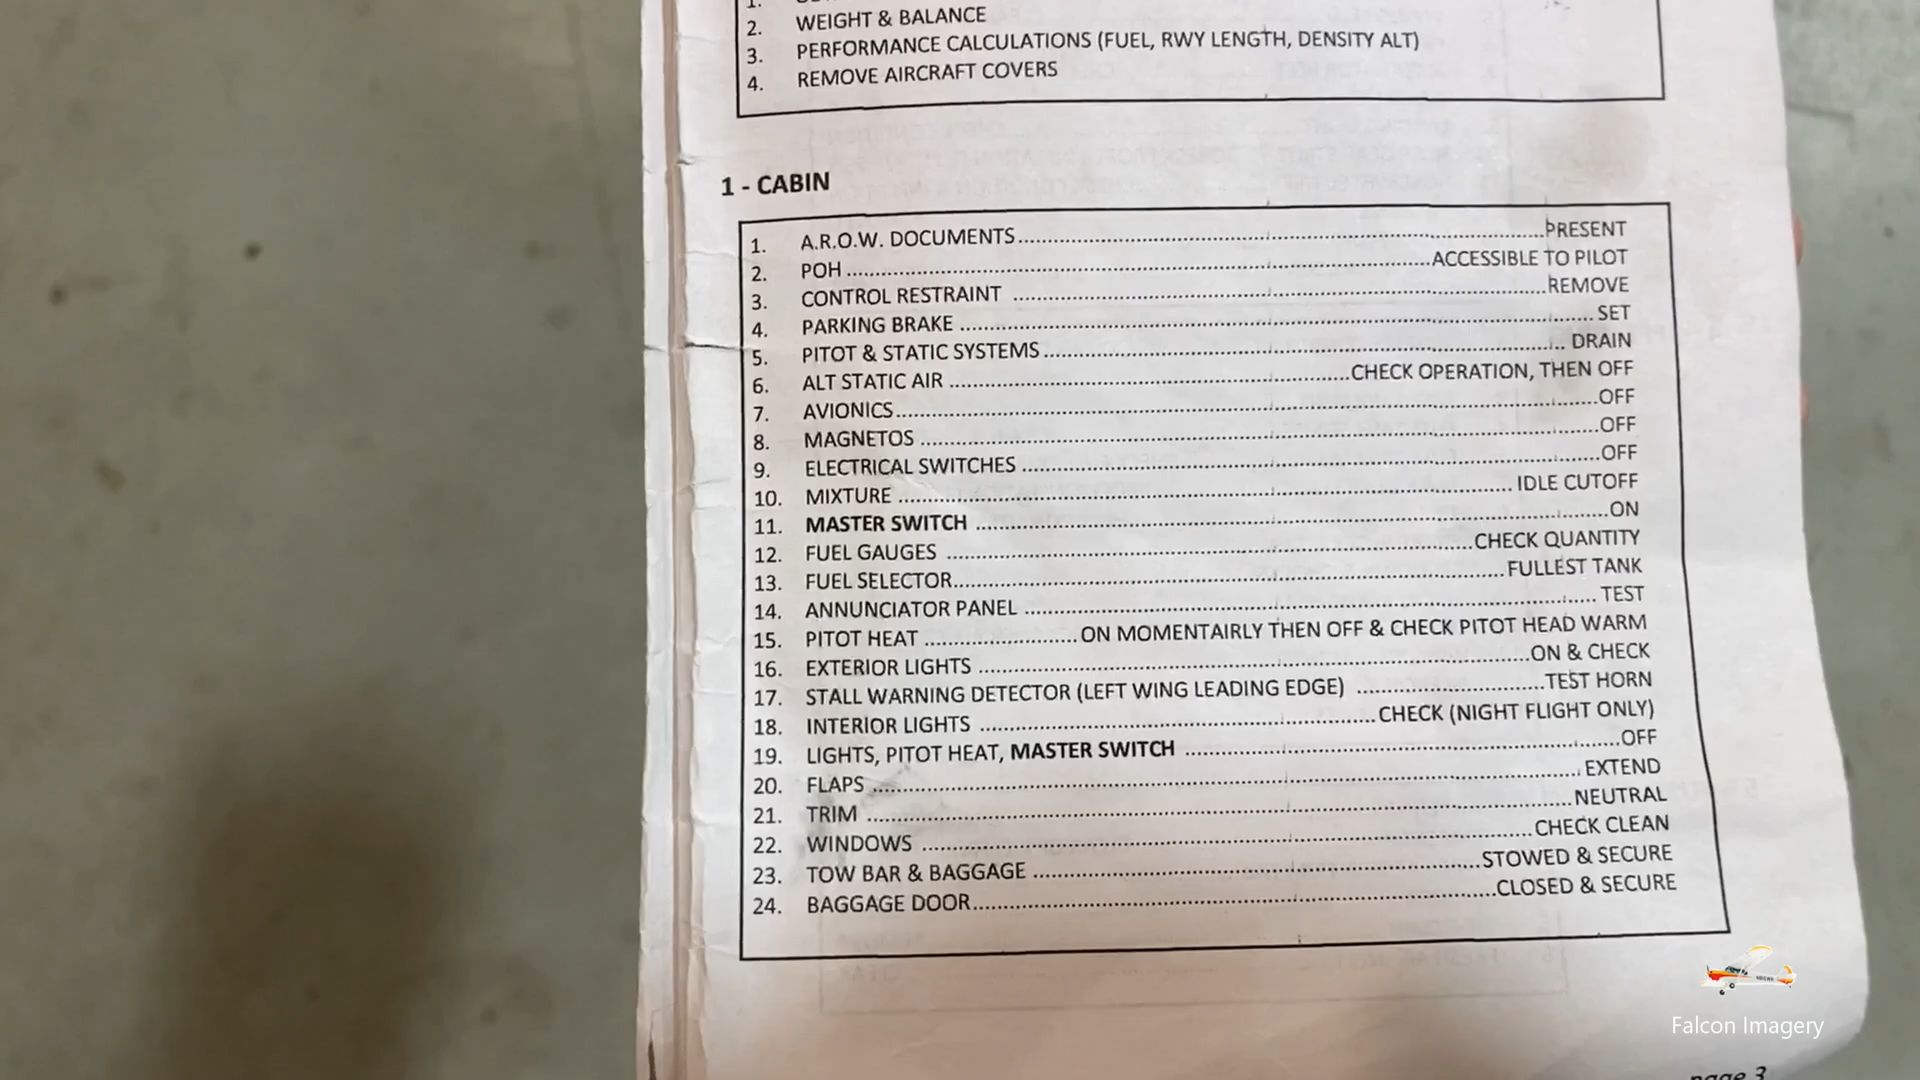 1.
2. WEIGHT & BALANCE
3. PERFORMANCE CALCULATIONS (FUEL, RWY LENGTH, DENSITY ALT)
4. REMOVE AIRCRAFT COVERS
1 - CABIN
1. A.R.O.W. DOCUMENTS....................PRESENT
2. POH....................ACCESSIBLE TO PILOT
3. CONTROL RESTRAINT ....................REMOVE
4. PARKING BRAKE .................... SET
5. PITOT & STATIC SYSTEMS.................... DRAIN
6. ALT STATIC AIR ....................CHECK OPERATION, THEN OFF
7. AVIONICS....................OFF
8. MAGNETOS ....................OFF
9. ELECTRICAL SWITCHES ....................OFF
10. MIXTURE .................... IDLE CUTOFF
11. MASTER SWITCH ....................ON
12. FUEL GAUGES ....................CHECK QUANTITY
13. FUEL SELECTOR....................FULLEST TANK
14. ANNUNCIATOR PANEL .................... TEST
15. PITOT HEAT ....................ON MOMENTAIRLY THEN OFF & CHECK PITOT HEAD WARM
16. EXTERIOR LIGHTS ....................ON & CHECK
17. STALL WARNING DETECTOR (LEFT WING LEADING EDGE) ....................TEST HORN
18. INTERIOR LIGHTS ....................CHECK (NIGHT FLIGHT ONLY)
19. LIGHTS, PITOT HEAT, MASTER SWITCH ....................OFF
20. FLAPS ....................EXTEND
21. TRIM ....................NEUTRAL
22. WINDOWS ....................CHECK CLEAN
23. TOW BAR & BAGGAGE ....................STOWED & SECURE
24. BAGGAGE DOOR....................CLOSED & SECURE
Falcon Imagery
page 3